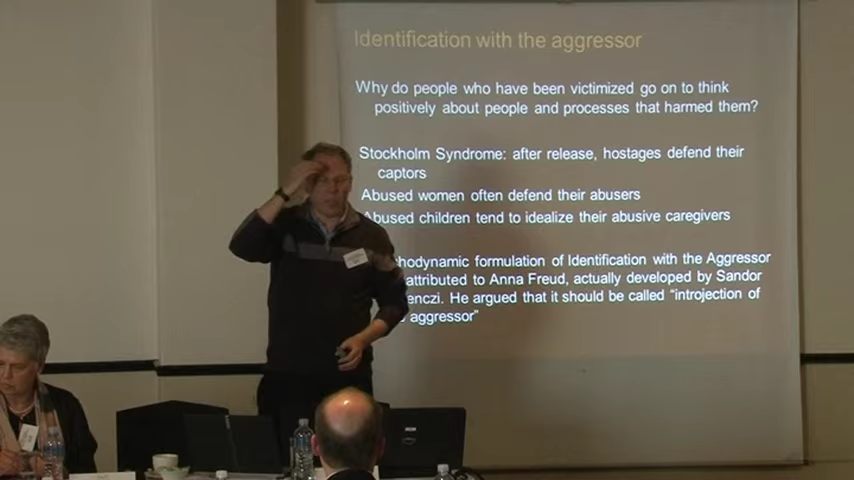 Identification with the aggressor
Why do people who have been victimized go on to think
positively about people and processes that harmed them?
Stockholm Syndrome: after release, hostages defend their
captors
Abused women often defend their abusers
Abused children tend to idealize their abusive caregivers
chodynamic formulation of Identification with the Aggressor
attributed to Anna Freud, actually developed by Sandor
enczi. He argued that it should be called “introjection of
aggressor”